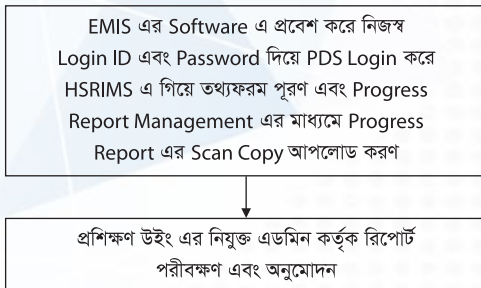 EMIS এর Software এ প্রবেশ করে নিজস্ব
Login ID এবং Password দিয়ে PDS Login করে
HSRIMS এ গিয়ে তথ্যফরম পূরণ এবং Progress
Report Management এর মাধ্যমে Progress
Report এর Scan Copy আপলোড করণ
প্রশিক্ষণ উইং এর নিযুক্ত এডমিন কর্তৃক রিপোর্ট
পরীবক্ষণ এবং অনুমোদন